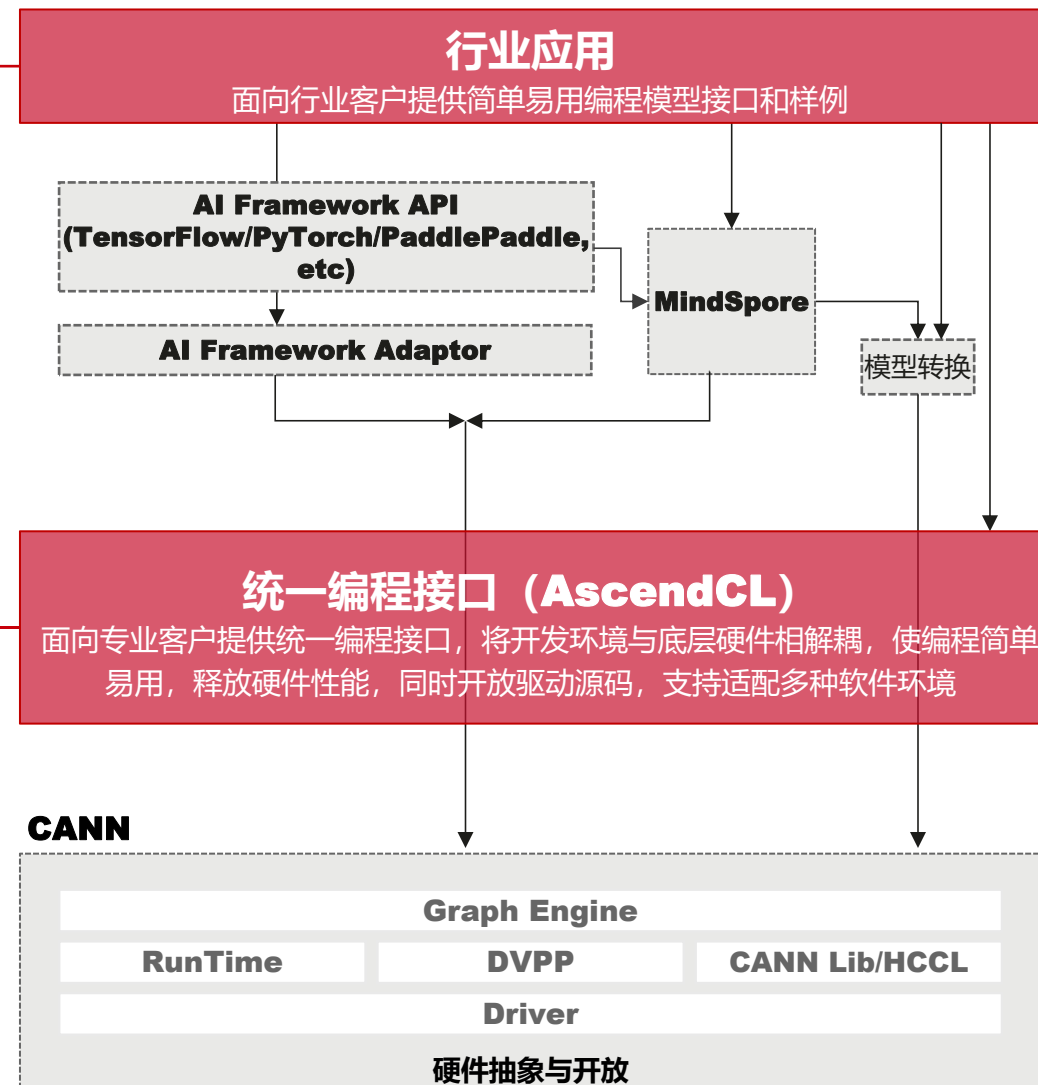 行业应用
面向行业客户提供简单易用编程模型接口和样例
AI Framework API
(TensorFlow/PyTorch/PaddlePaddle,
etc)
MindSpore
AI Framework Adaptor
模型转换
统一编程接口（AscendCL）
面向专业客户提供统一编程接口，将开发环境与底层硬件相解耦，使编程简单
易用，释放硬件性能，同时开放驱动源码，支持适配多种软件环境
CANN
Graph Engine
RunTime
DVPP
CANN Lib/HCCL
Driver
硬件抽象与开放